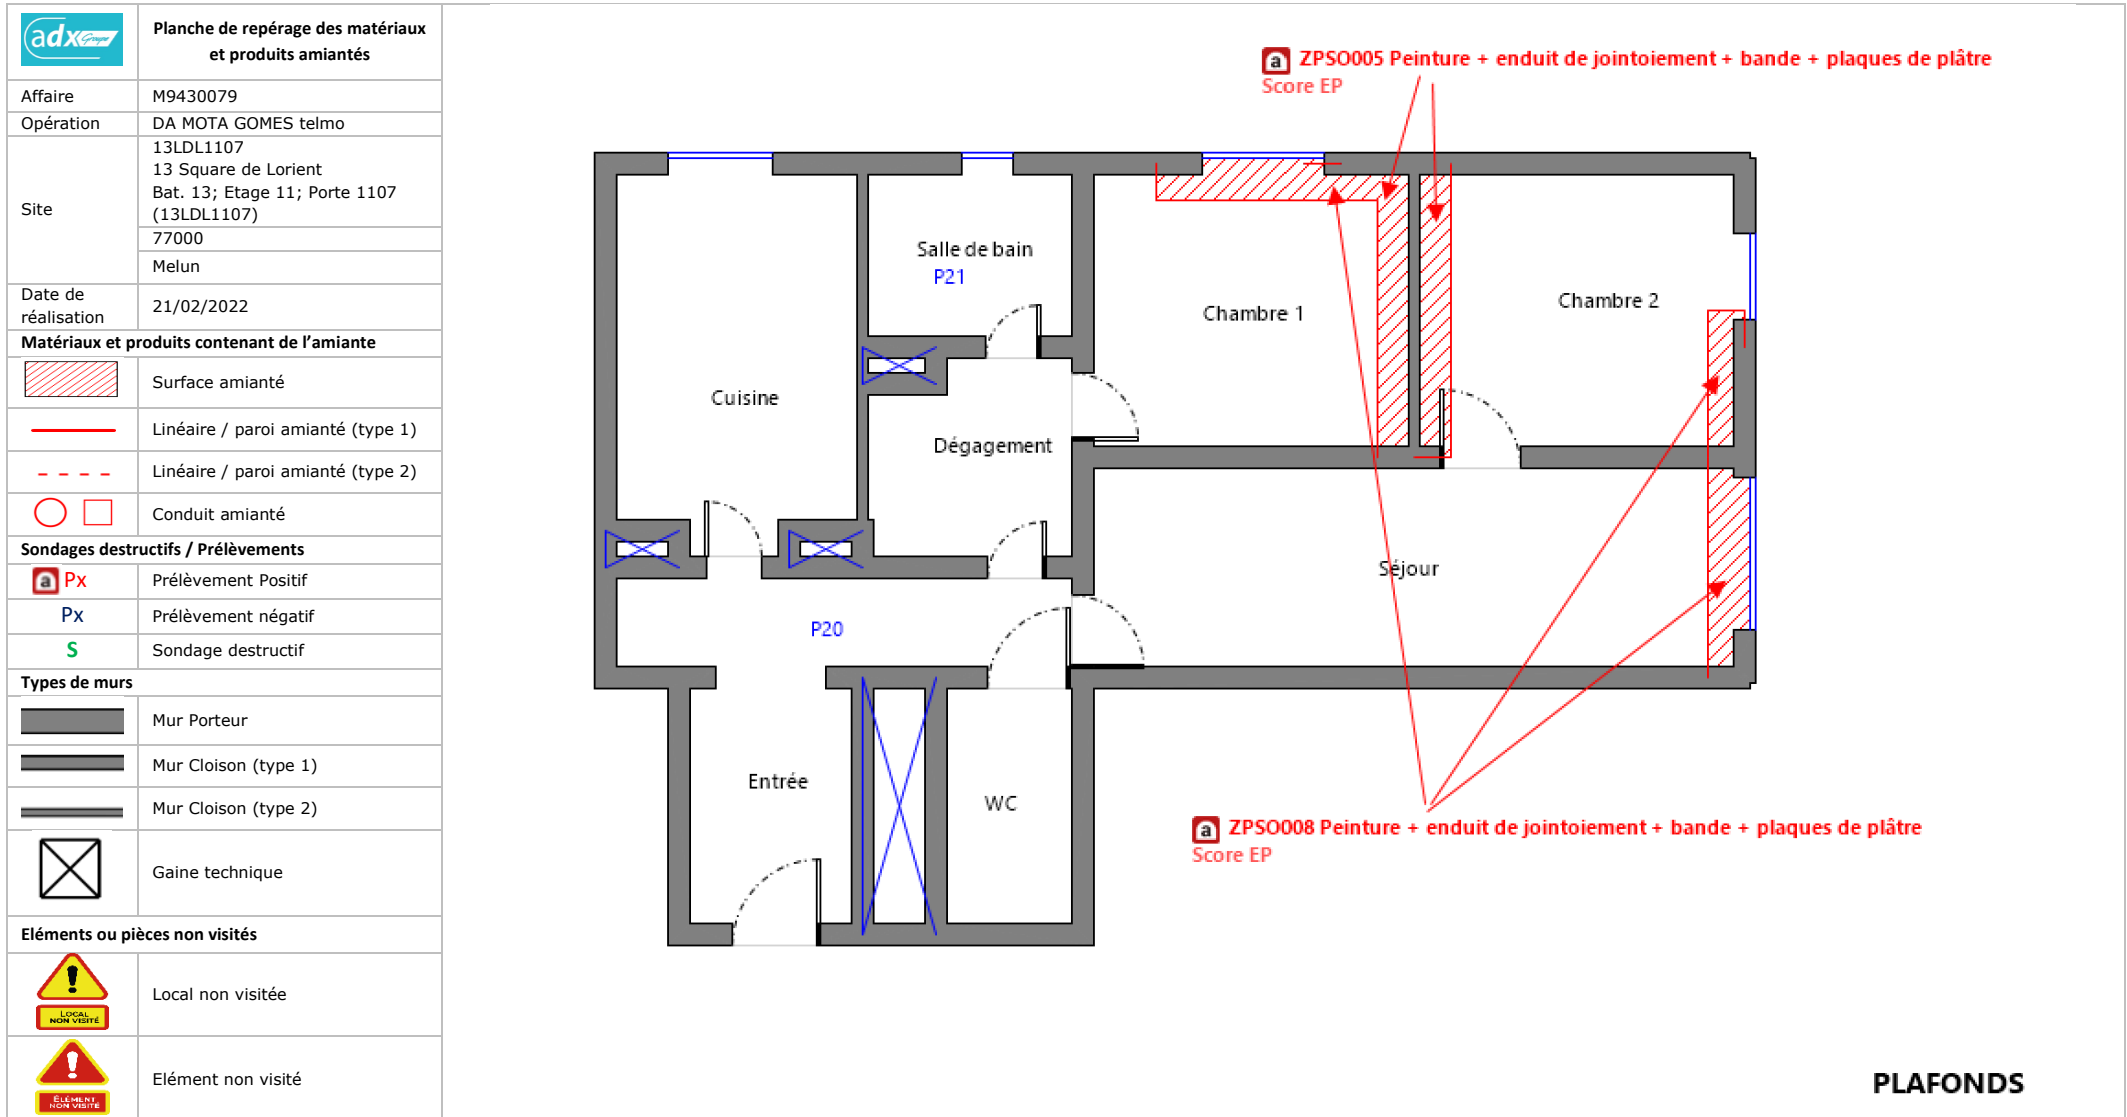 adx Groupe
Planche de repérage des matériaux
et produits amiantés
Affaire M9430079
Opération DA MOTA GOMES telmo
Site
13LDL1107
13 Square de Lorient
Bat. 13; Etage 11; Porte 1107
(13LDL1107)
77000
Melun
Date de
réalisation
21/02/2022
Matériaux et produits contenant de l’amiante
Surface amianté
Linéaire / paroi amianté (type 1)
Linéaire / paroi amianté (type 2)
Conduit amianté
Sondages destructifs / Prélèvements
a Px Prélèvement Positif
Px Prélèvement négatif
S Sondage destructif
Types de murs
Mur Porteur
Mur Cloison (type 1)
Mur Cloison (type 2)
Gaine technique
Eléments ou pièces non visités
LOCAL
NON VISITÉ
Local non visitée
ÉLÉMENT
NON VISITÉ
Elément non visité
a ZPSO005 Peinture + enduit de jointoiement + bande + plaques de plâtre
Score EP
Salle de bain
P21
Chambre 1
Chambre 2
Cuisine
Dégagement
Séjour
P20
Entrée
WC
a ZPSO008 Peinture + enduit de jointoiement + bande + plaques de plâtre
Score EP
PLAFONDS